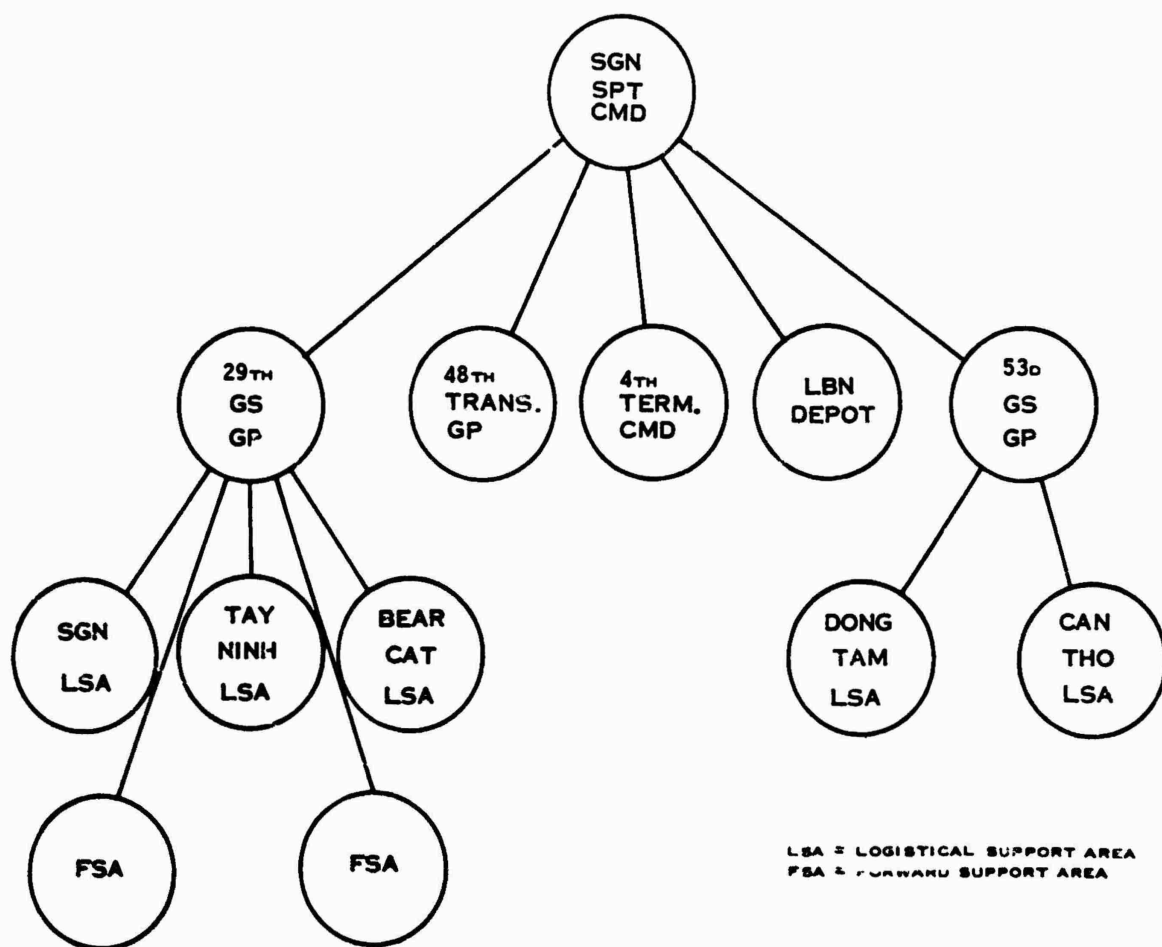 SGN
SPT
CMD
29TH
GS
GP
48TH
TRANS.
GP
4TH
TERM.
CMD
LBN
DEPOT
53D
GS
GP
SGN
LSA
TAY
NINH
LSA
BEAR
CAT
LSA
DONG
TAM
LSA
CAN
THO
LSA
FSA
FSA
LSA = LOGISTICAL SUPPORT AREA
FSA = FORWARD SUPPORT AREA